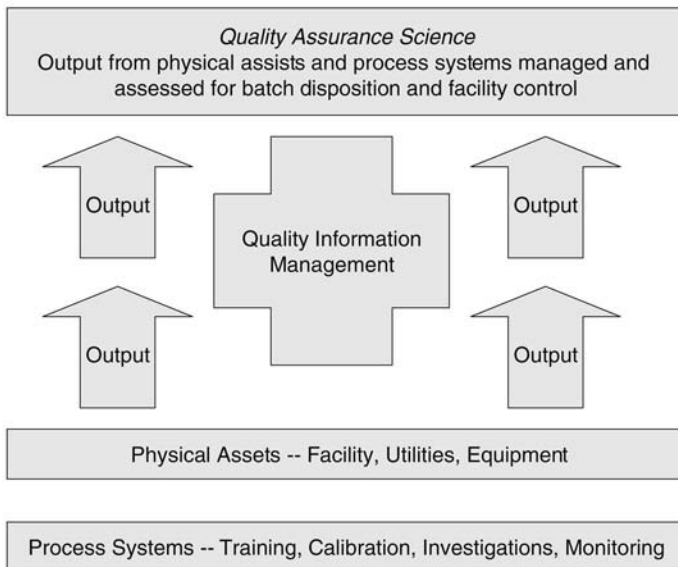 Quality Assurance Science
Output from physical assists and process systems managed and
assessed for batch disposition and facility control
Output
Output
Quality Information
Management
Output
Output
Physical Assets -- Facility, Utilities, Equipment
Process Systems -- Training, Calibration, Investigations, Monitoring